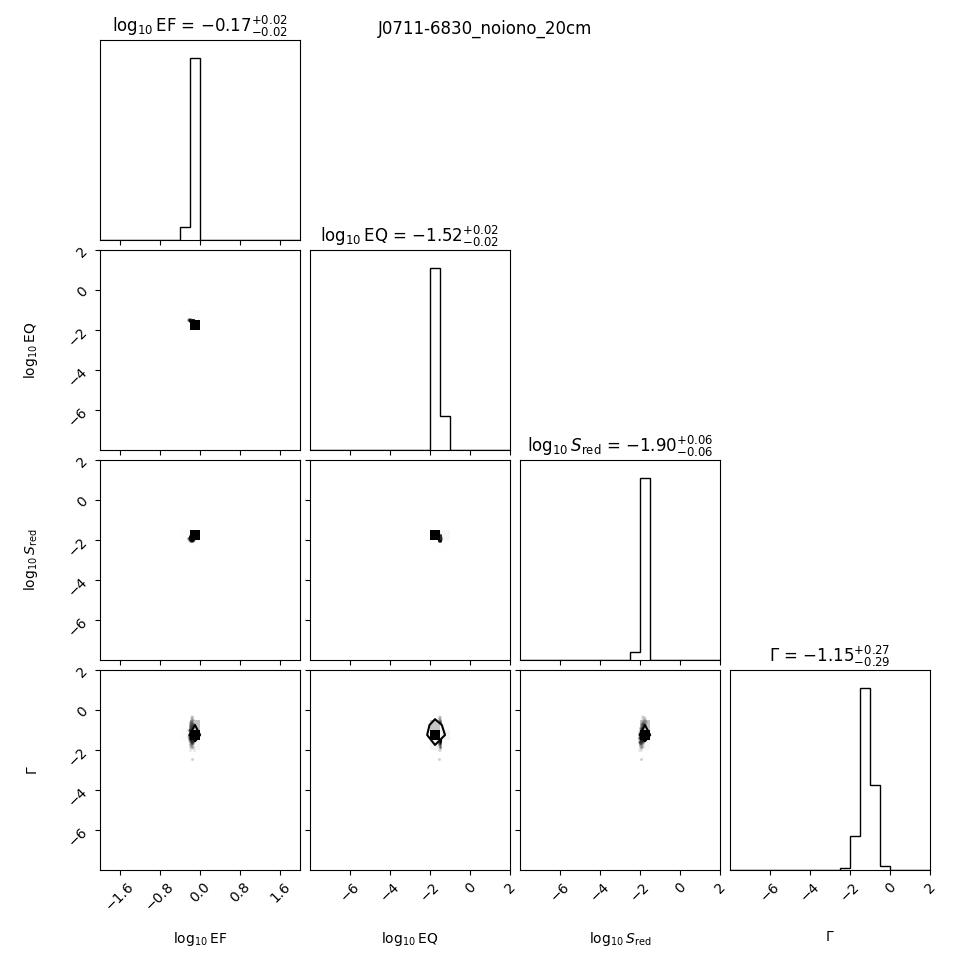 J0711-6830_noiono_20cm
log₁₀ EF = −0.17 +0.02 −0.02
log₁₀ EQ = −1.52 +0.02 −0.02
2
0
−2
−4
−6
log₁₀ EQ
log₁₀ S_red = −1.90 +0.06 −0.06
2
0
−2
−4
−6
log₁₀ S_red
Γ = −1.15 +0.27 −0.29
2
0
−2
−4
−6
Γ
−1.6 −0.8 0.0 0.8 1.6
−6 −4 −2 0 2
−6 −4 −2 0 2
−6 −4 −2 0 2
log₁₀ EF
log₁₀ EQ
log₁₀ S_red
Γ